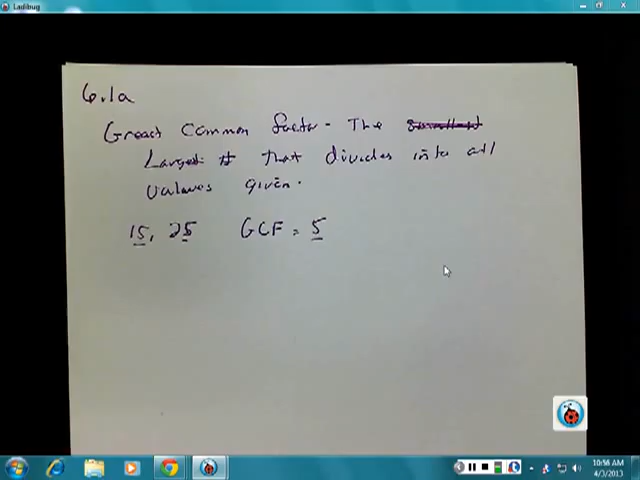 Ladibug
6.1a
Great Common factor - The smallest
Largest # that divides into all
values given.
15, 25 GCF = 5
10:56 AM
4/3/2013